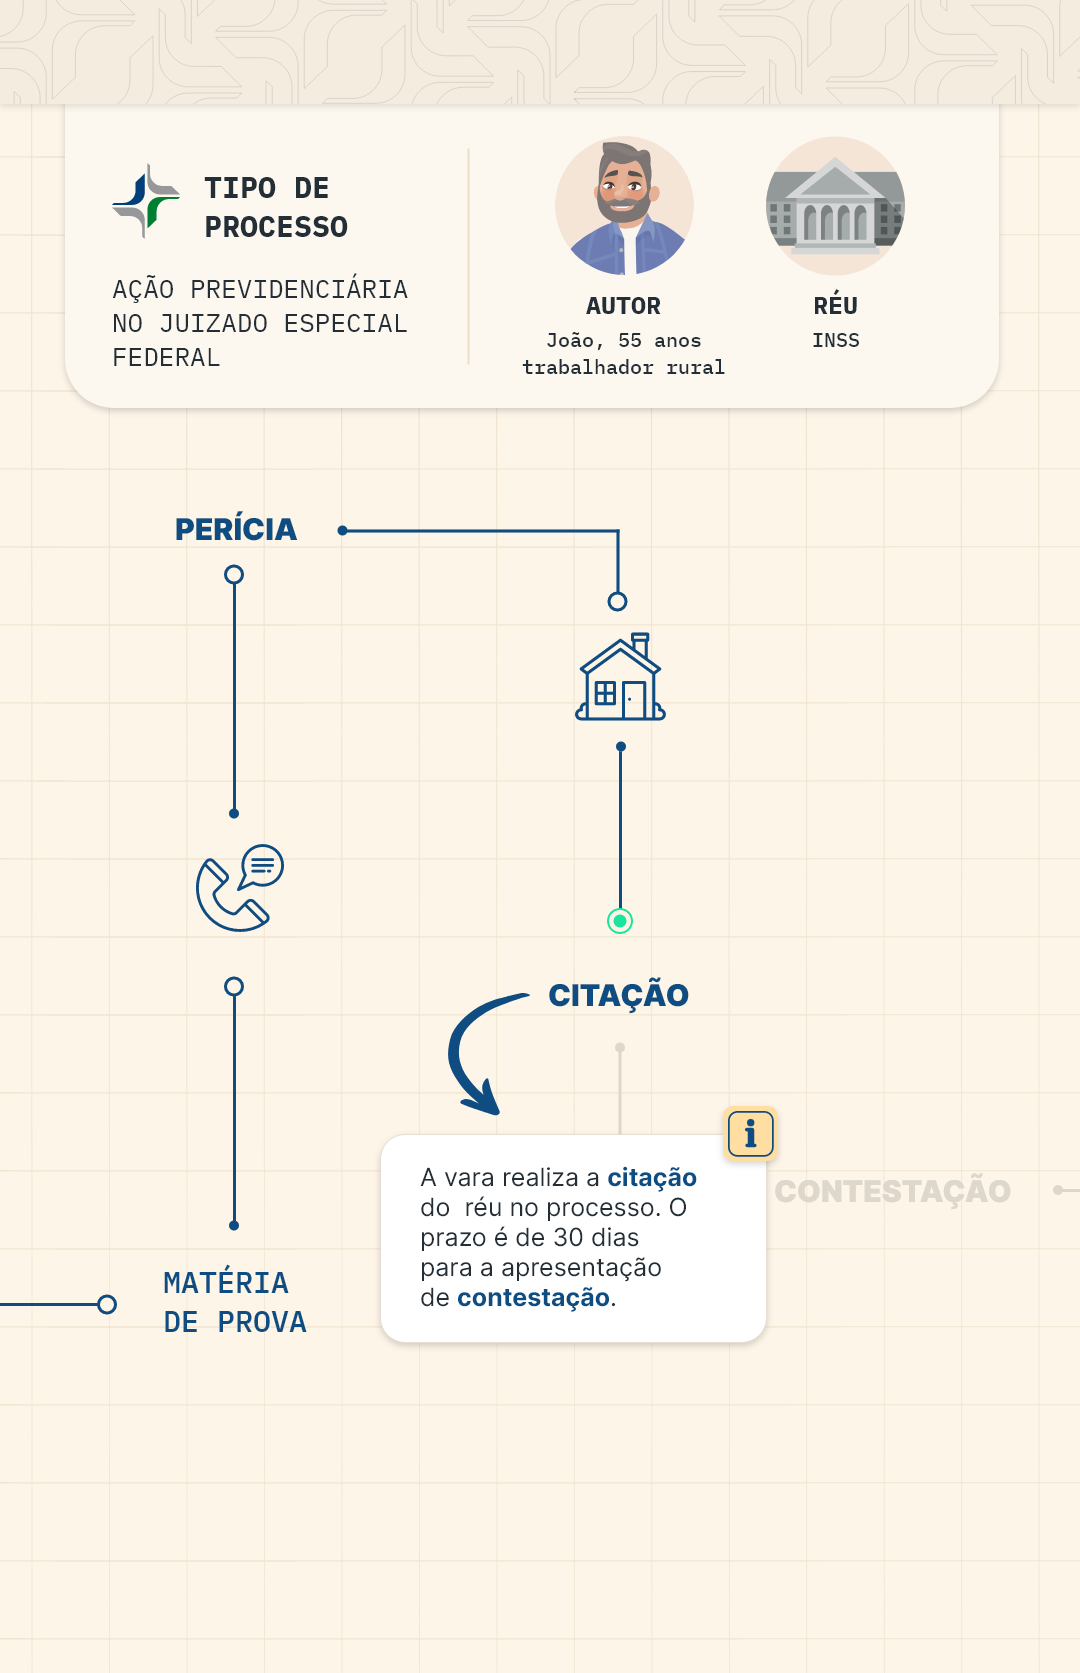 TIPO DE
PROCESSO
AÇÃO PREVIDENCIÁRIA
NO JUIZADO ESPECIAL
FEDERAL
AUTOR
João, 55 anos
trabalhador rural
RÉU
INSS
PERÍCIA
CITAÇÃO
i
A vara realiza a citação
do  réu no processo. O
prazo é de 30 dias
para a apresentação
de contestação.
CONTESTAÇÃO
MATÉRIA
DE PROVA